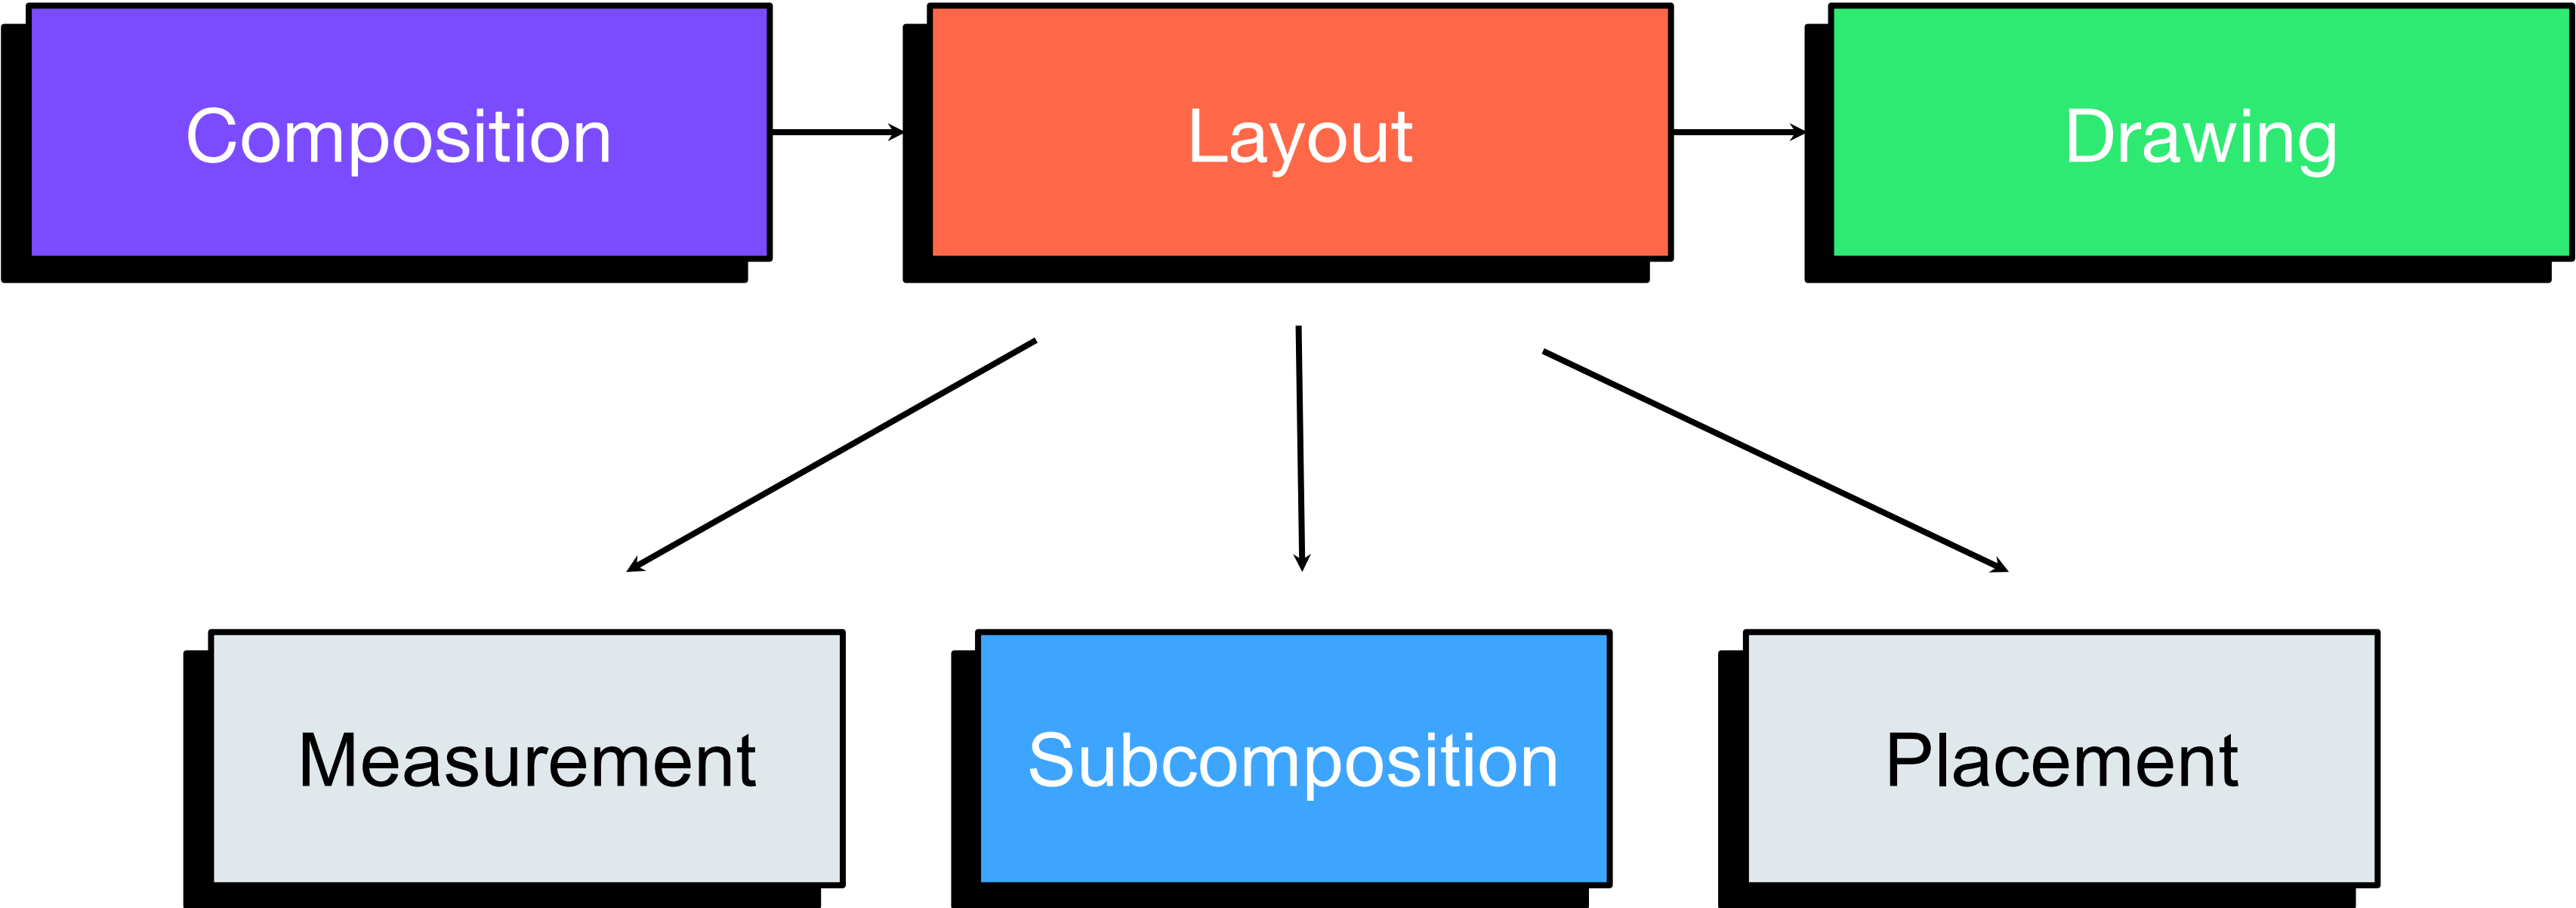 Composition
Layout
Drawing
Measurement
Subcomposition
Placement